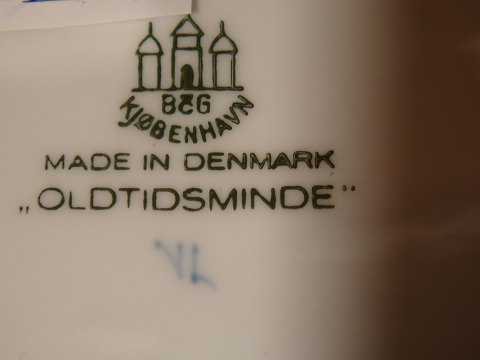 B&G
KJØBENHAVN
MADE IN DENMARK
„OLDTIDSMINDE”